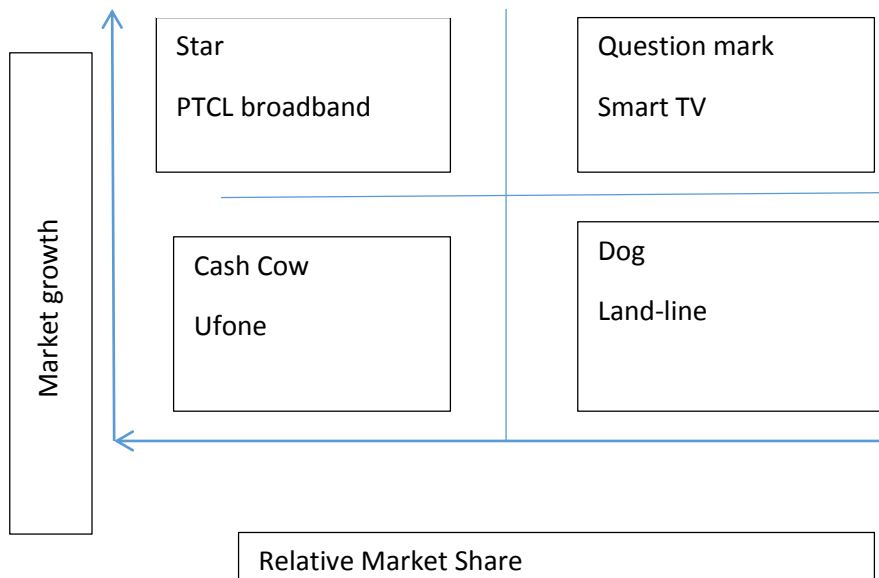 Star
PTCL broadband
Question mark
Smart TV
Market growth
Cash Cow
Ufone
Dog
Land-line
Relative Market Share